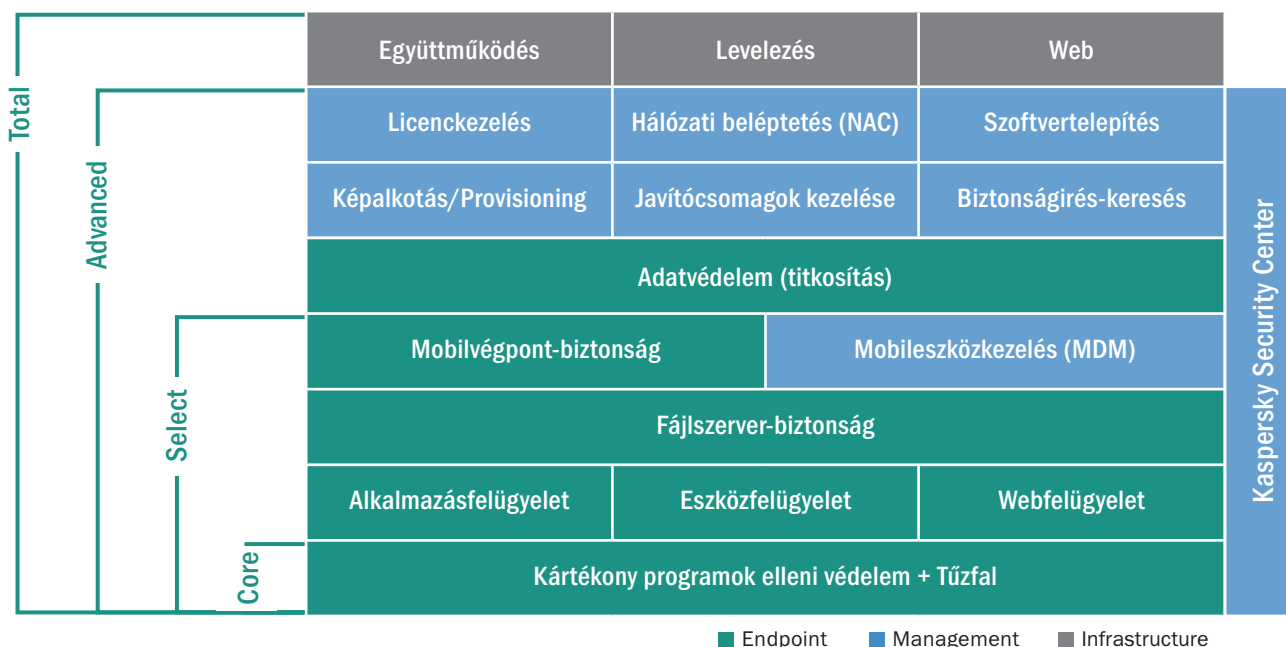 Total
Advanced
Select
Core
Együttműködés
Levelezés
Web
Licenckezelés
Hálózati beléptetés (NAC)
Szoftvertelepítés
Képalkotás/Provisioning
Javítócsomagok kezelése
Biztonságirés-keresés
Adatvédelem (titkosítás)
Mobilvégpont-biztonság
Mobileszközkezelés (MDM)
Fájlszerver-biztonság
Alkalmazásfelügyelet
Eszközfelügyelet
Webfelügyelet
Kártékony programok elleni védelem + Tűzfal
Kaspersky Security Center
Endpoint
Management
Infrastructure